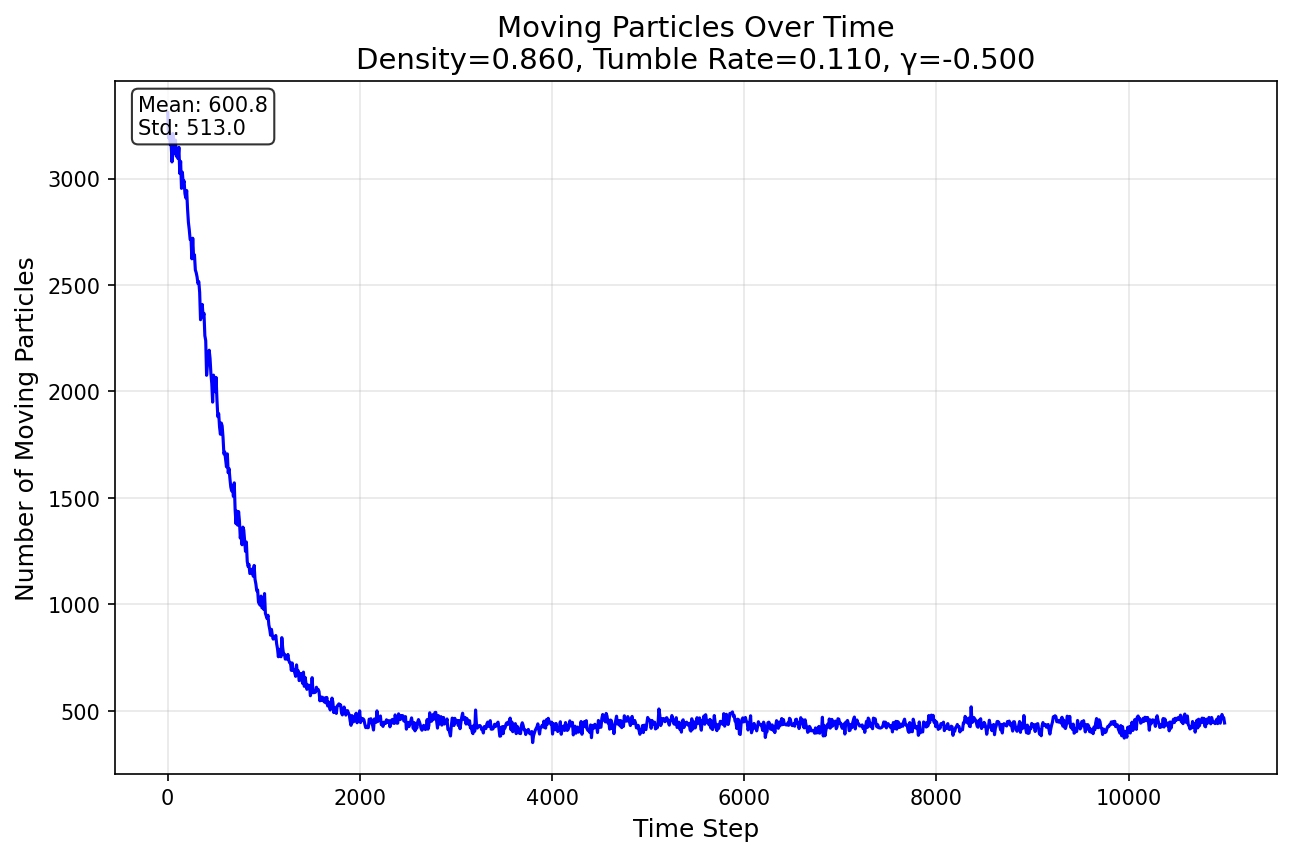 Moving Particles Over Time
Density=0.860, Tumble Rate=0.110, γ=-0.500
Mean: 600.8
Std: 513.0
Number of Moving Particles
3000
2500
2000
1500
1000
500
0 2000 4000 6000 8000 10000
Time Step